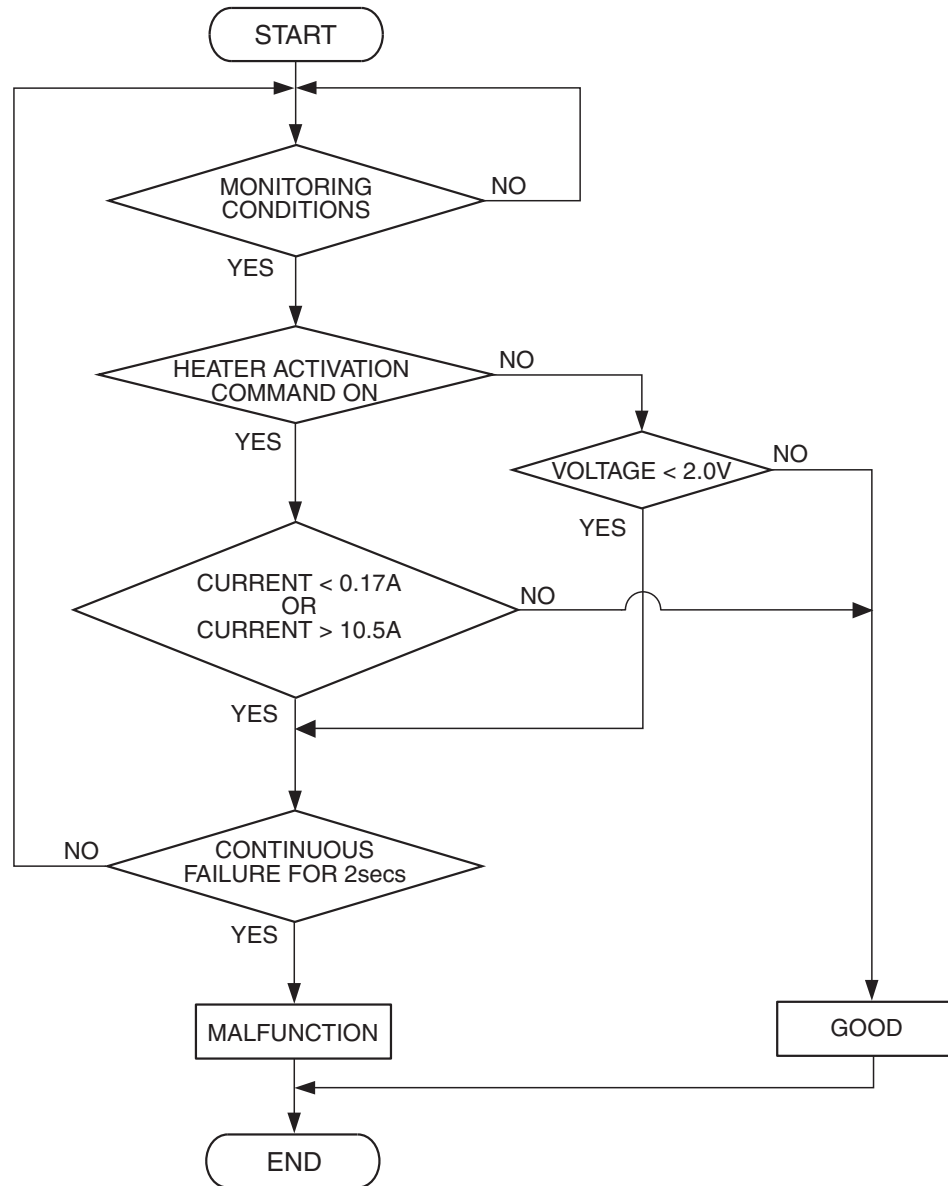 START
MONITORING
CONDITIONS
NO
YES
HEATER ACTIVATION
COMMAND ON
NO
YES
VOLTAGE < 2.0V
NO
YES
CURRENT < 0.17A
OR
CURRENT > 10.5A
NO
YES
CONTINUOUS
FAILURE FOR 2secs
NO
YES
MALFUNCTION
GOOD
END